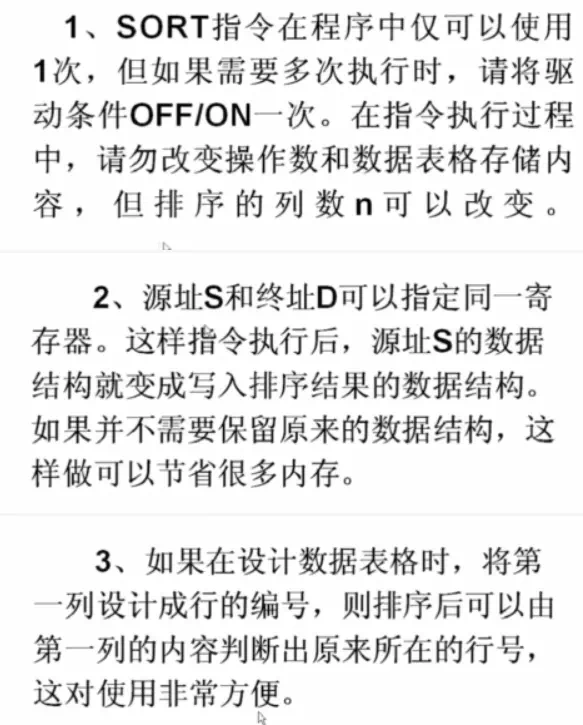 1、SORT指令在程序中仅可以使用
1次，但如果需要多次执行时，请将驱
动条件OFF/ON一次。在指令执行过程
中，请勿改变操作数和数据表格存储内
容，但排序的列数n可以改变。
2、源址S和终址D可以指定同一寄
存器。这样指令执行后，源址S的数据
结构就变成写入排序结果的数据结构。
如果并不需要保留原来的数据结构，这
样做可以节省很多内存。
3、如果在设计数据表格时，将第
一列设计成行的编号，则排序后可以由
第一列的内容判断出原来所在的行号，
这对使用非常方便。